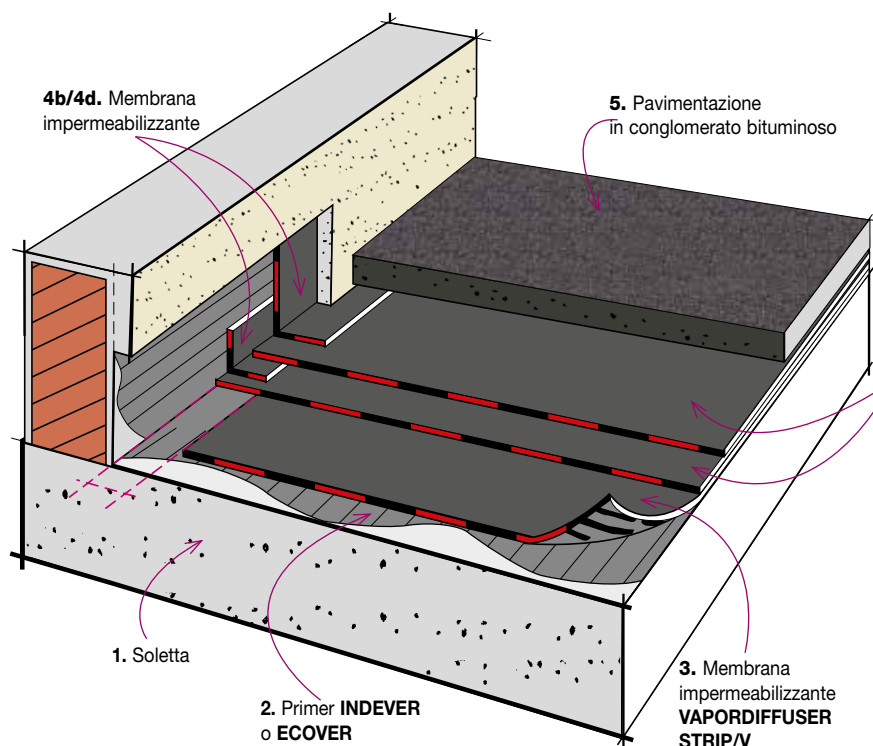 4b/4d. Membrana
impermeabilizzante
5. Pavimentazione
in conglomerato bituminoso
1. Soletta
2. Primer INDEVER
o ECOVER
3. Membrana
impermeabilizzante
VAPORDIFFUSER
STRIP/V